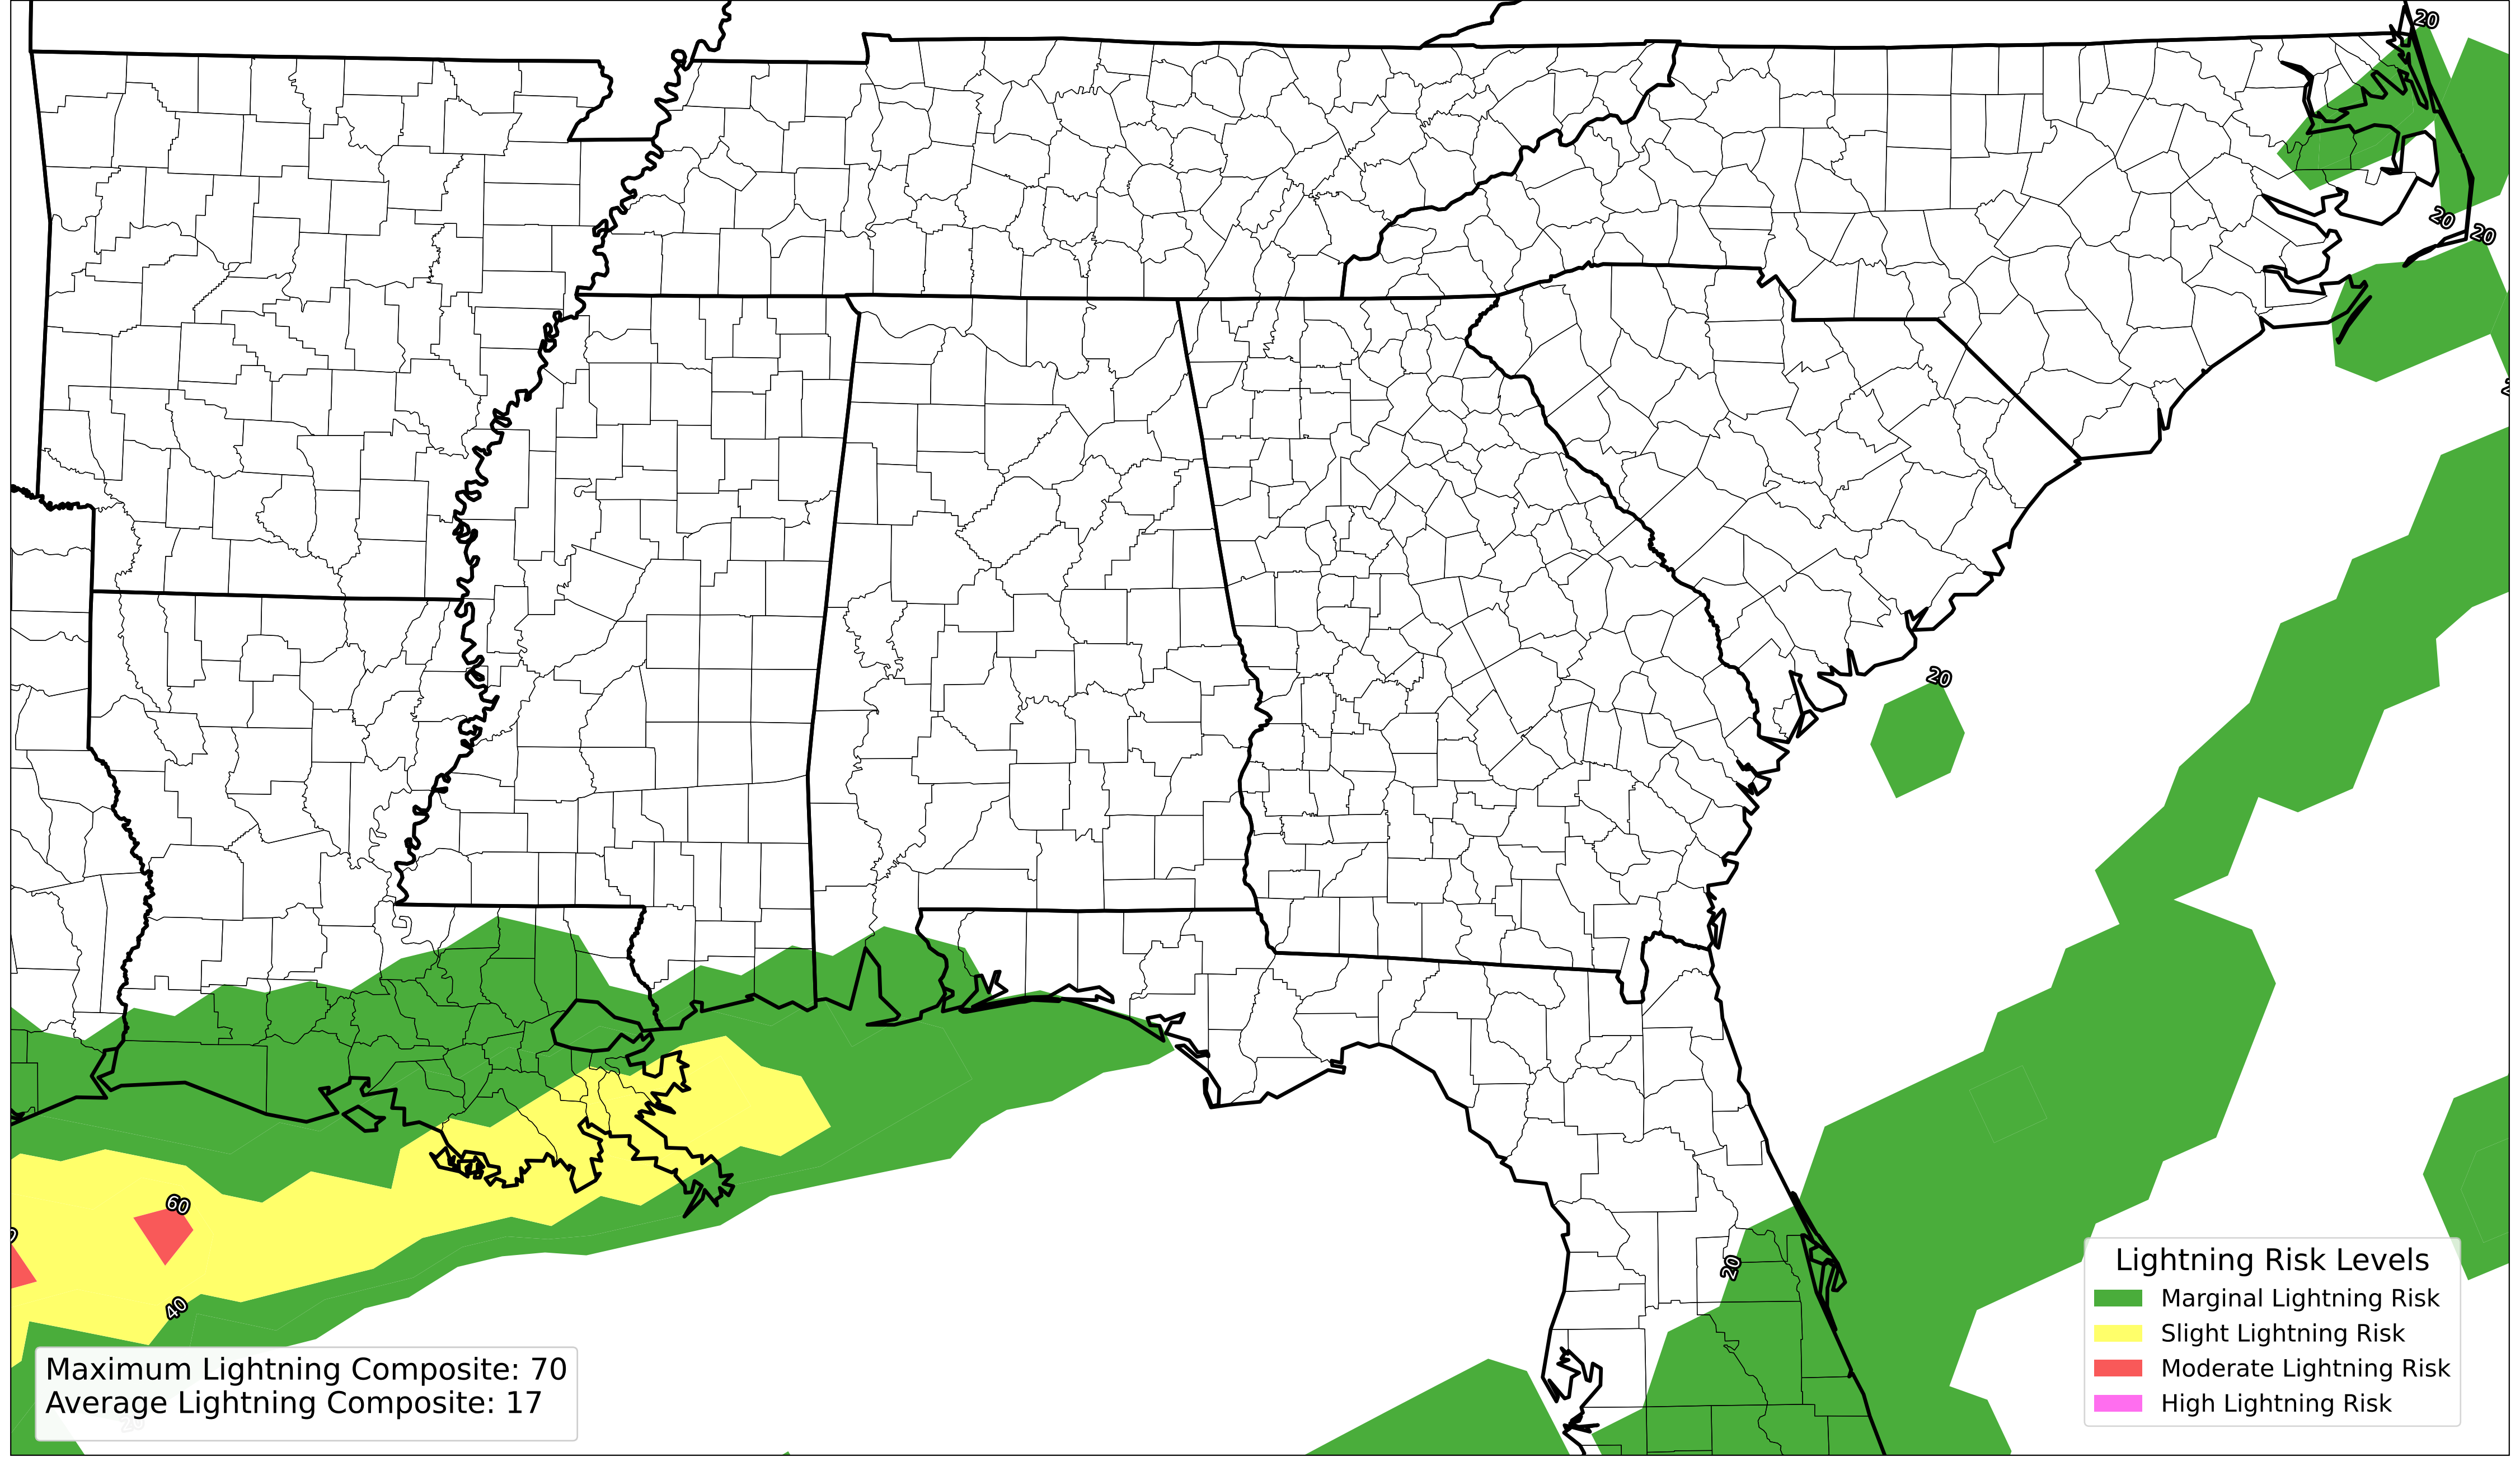 20
20
20
20
60
20
40
Maximum Lightning Composite: 70
Average Lightning Composite: 17
Lightning Risk Levels
Marginal Lightning Risk
Slight Lightning Risk
Moderate Lightning Risk
High Lightning Risk